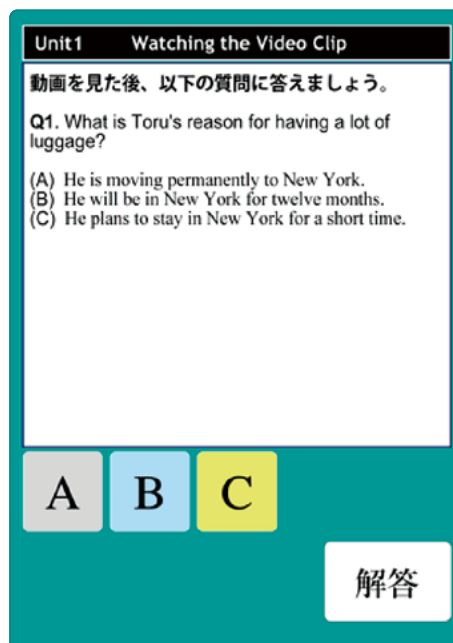 Unit1 Watching the Video Clip
動画を見た後、以下の質問に答えましょう。
Q1. What is Toru's reason for having a lot of
luggage?
(A) He is moving permanently to New York.
(B) He will be in New York for twelve months.
(C) He plans to stay in New York for a short time.
A B C
解答